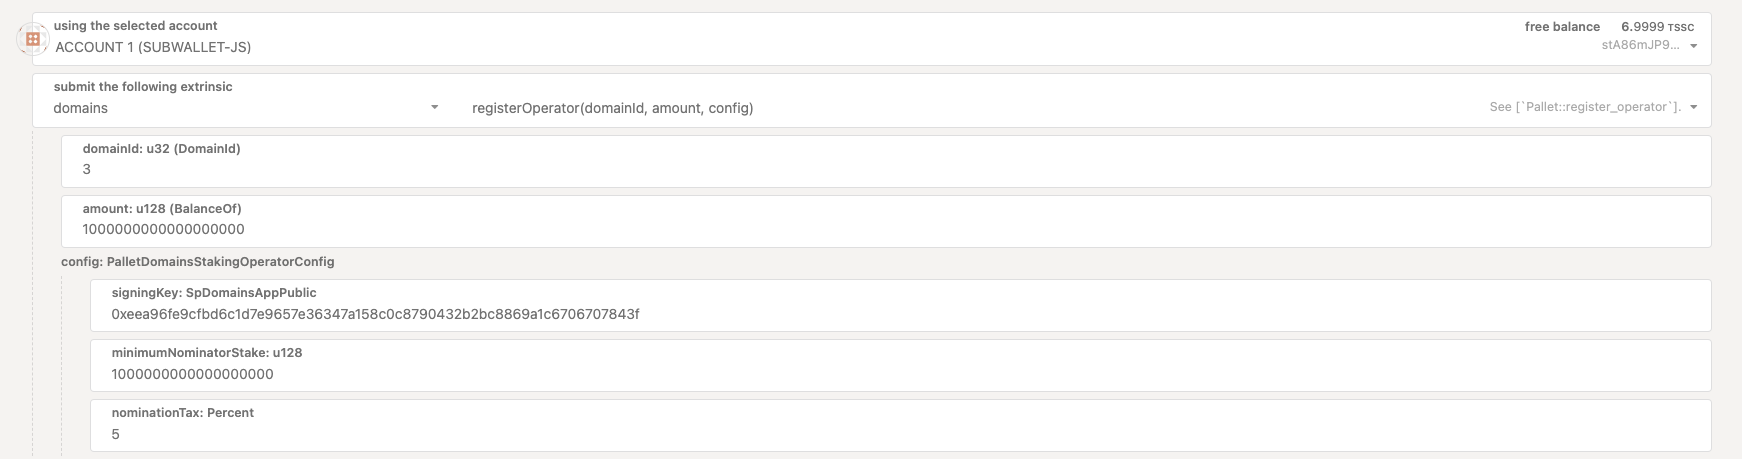 using the selected account
ACCOUNT 1 (SUBWALLET-JS)
free balance 6.9999 TSSC
stA86mJP9...
submit the following extrinsic
domains
registerOperator(domainId, amount, config)
See [`Pallet::register_operator`].
domainId: u32 (DomainId)
3
amount: u128 (BalanceOf)
1000000000000000000
config: PalletDomainsStakingOperatorConfig
signingKey: SpDomainsAppPublic
0xeea96fe9cfbd6c1d7e9657e36347a158c0c8790432b2bc8869a1c6706707843f
minimumNominatorStake: u128
1000000000000000000
nominationTax: Percent
5